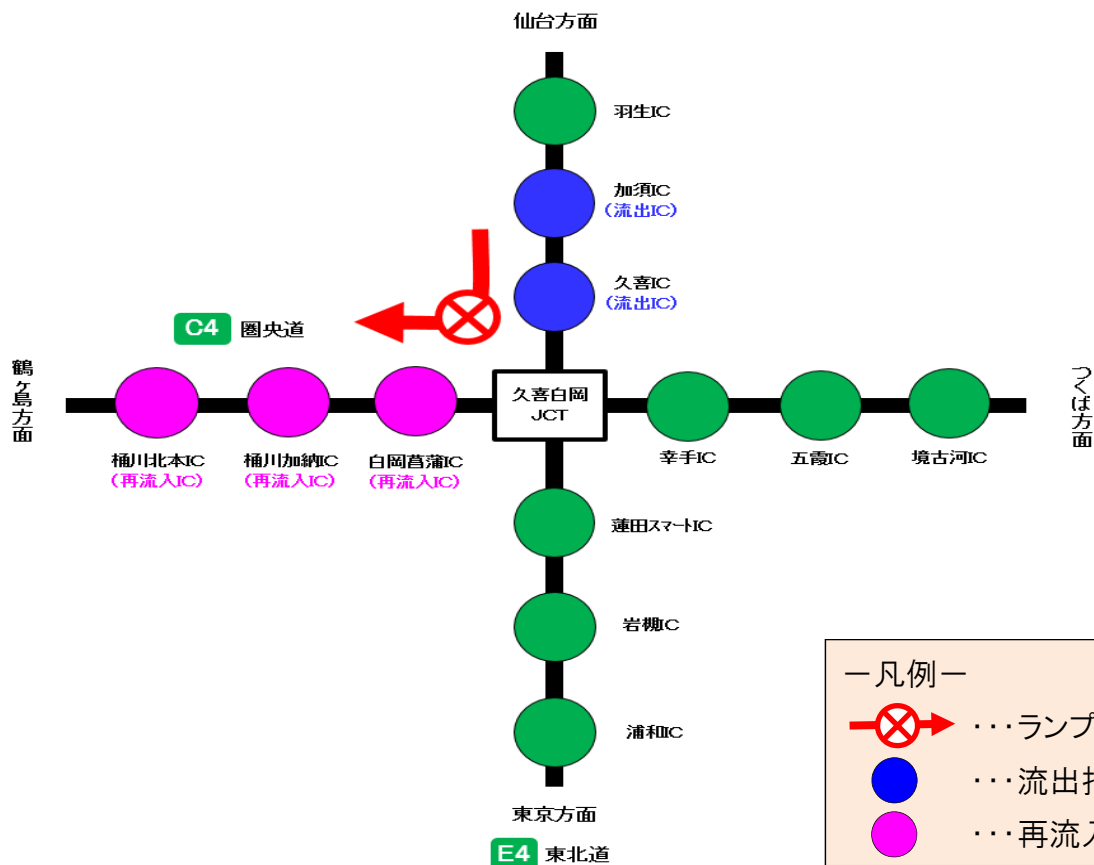 仙台方面
羽生IC
加須IC
(流出IC)
久喜IC
(流出IC)
C4 圏央道
鶴ヶ島方面
久喜白岡
JCT
つくば方面
桶川北本IC
(再流入IC)
桶川加納IC
(再流入IC)
白岡菖蒲IC
(再流入IC)
幸手IC
五霞IC
境古河IC
蓮田スマートIC
岩槻IC
浦和IC
東京方面
E4 東北道
－凡例－
・・・ランプ
・・・流出
・・・再流入